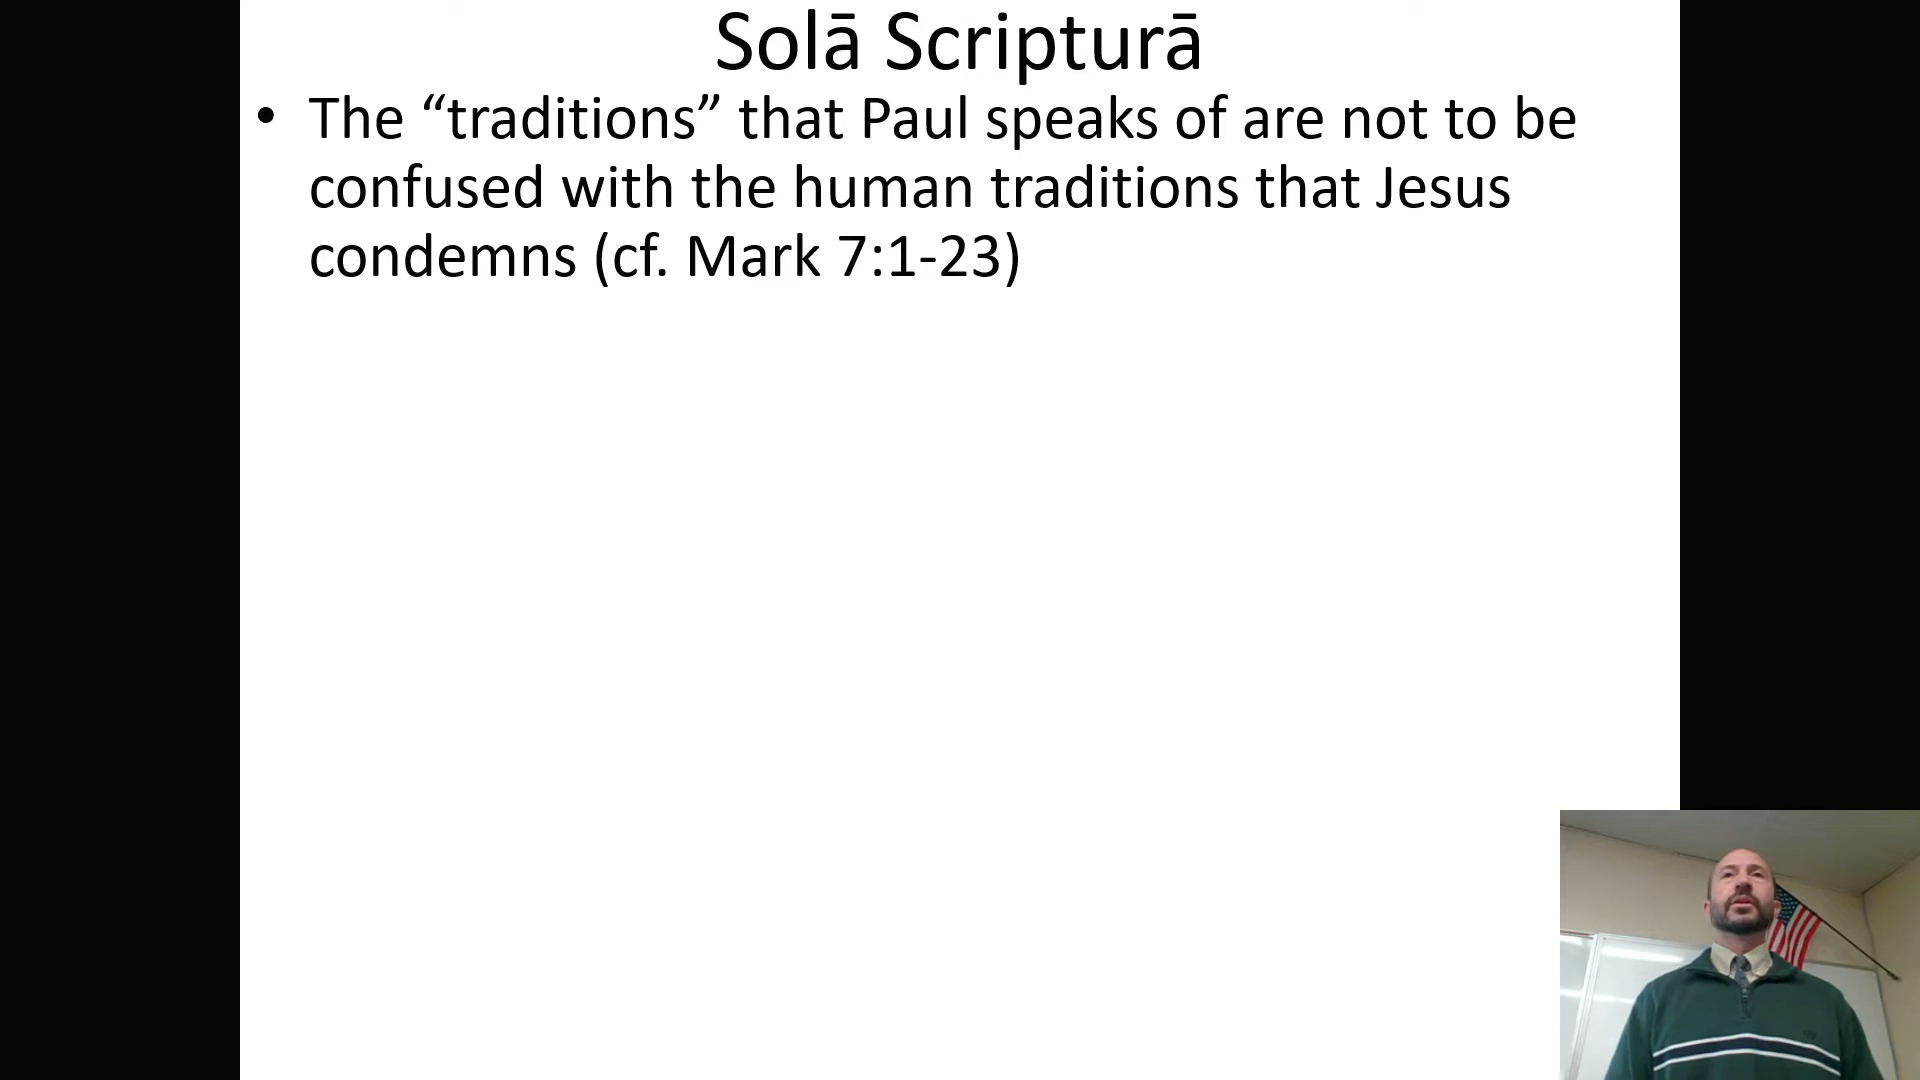 Solā Scripturā
• The “traditions” that Paul speaks of are not to be
confused with the human traditions that Jesus
condemns (cf. Mark 7:1-23)